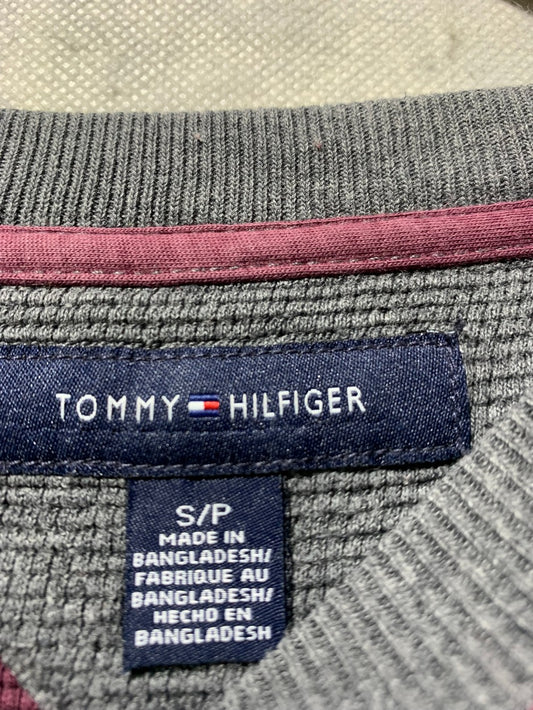 TOMMY HILFIGER
S/P
MADE IN
BANGLADESH/
FABRIQUE AU
BANGLADESH/
HECHO EN
BANGLADESH